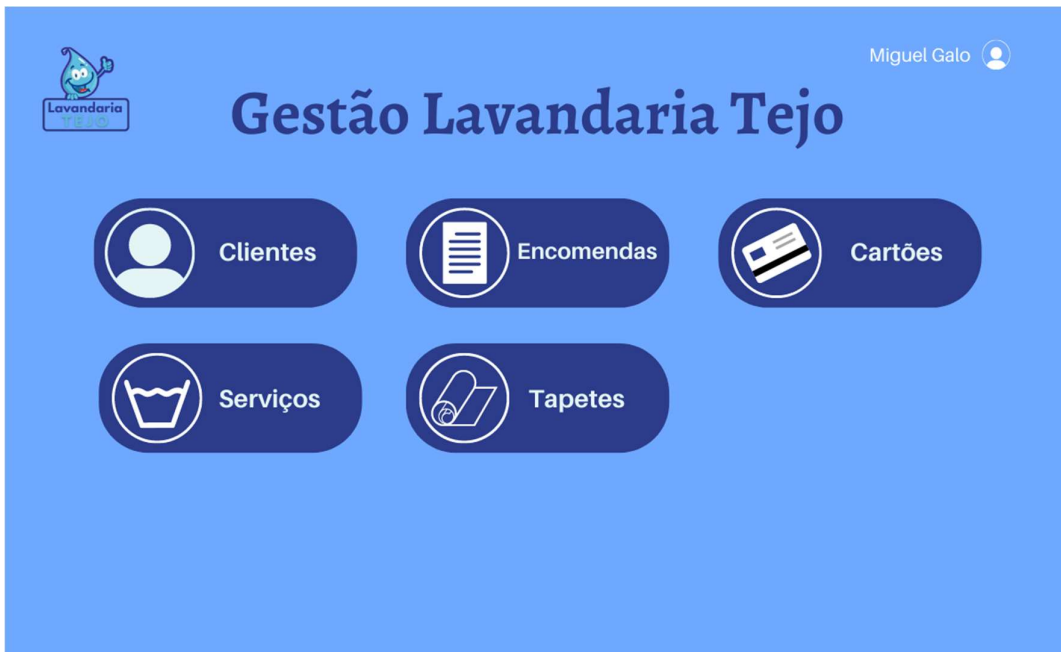 Miguel Galo
Lavandaria
TEJO
Gestão Lavandaria Tejo
Clientes
Encomendas
Cartões
Serviços
Tapetes